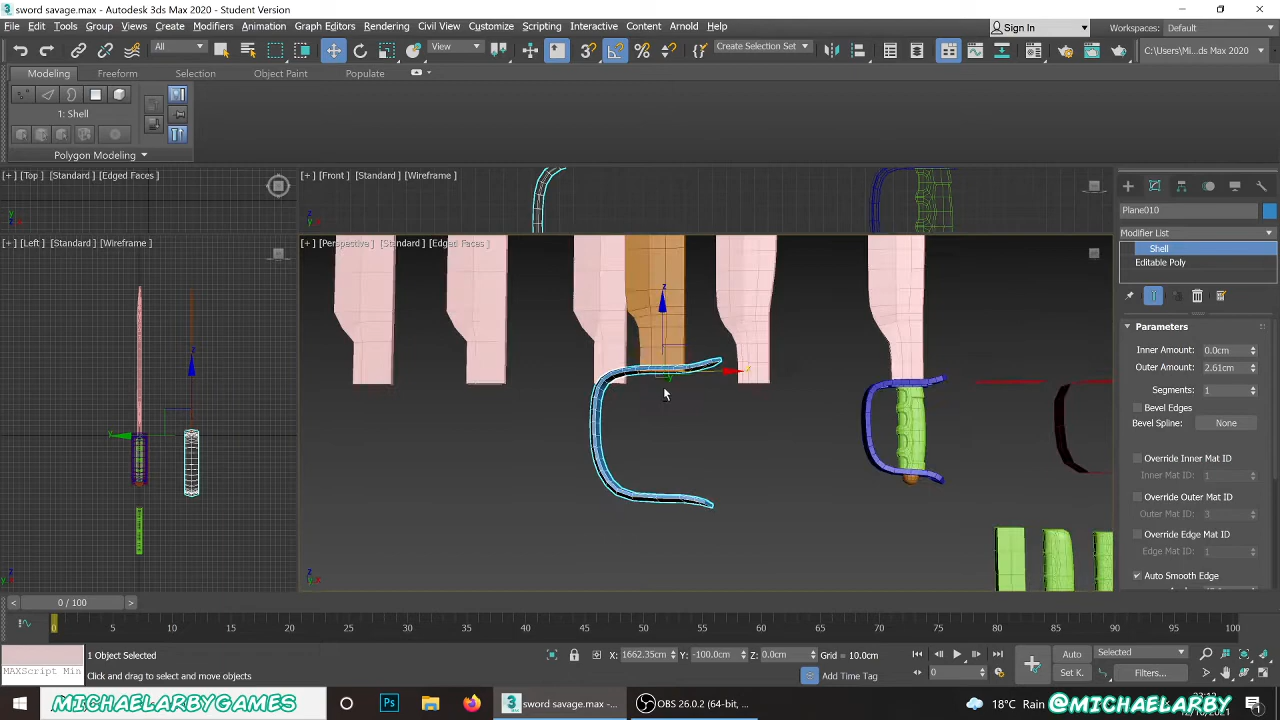 sword savage.max - Autodesk 3ds Max 2020 - Student Version
File Edit Tools Group Views Create Modifiers Animation Graph Editors Rendering Civil View Customize Scripting Interactive Content Arnold Help Sign In Workspaces: Default
All View Create Selection Set C:\Users\Mi...ds Max 2020
Modeling Freeform Selection Object Paint Populate
1: Shell
Polygon Modeling
[+] [Top] [Standard] [Edged Faces]
[+] [Front] [Standard] [Wireframe]
[+] [Left] [Standard] [Wireframe]
[+] [Perspective] [Standard] [Edged Faces]
Plane010
Modifier List
Shell
Editable Poly
Parameters
Inner Amount: 0.0cm
Outer Amount: 2.61cm
Segments: 1
Bevel Edges
Bevel Spline: None
Override Inner Mat ID
Inner Mat ID: 1
Override Outer Mat ID
Outer Mat ID: 3
Override Edge Mat ID
Edge Mat ID: 1
Auto Smooth Edge
0 / 100
0 5 10 15 20 25 30 35 40 45 50 55 60 65 70 75 80 85 90 95 100
MAXScript Min
1 Object Selected
Click and drag to select and move objects
X: 1662.35cm Y: -100.0cm Z: 0.0cm Grid = 10.0cm
Add Time Tag
Auto Selected
Set K. Filters...
0
MICHAELARBYGAMES
sword savage.max -...
OBS 26.0.2 (64-bit, ...
18°C Rain
@MICHAELARBY